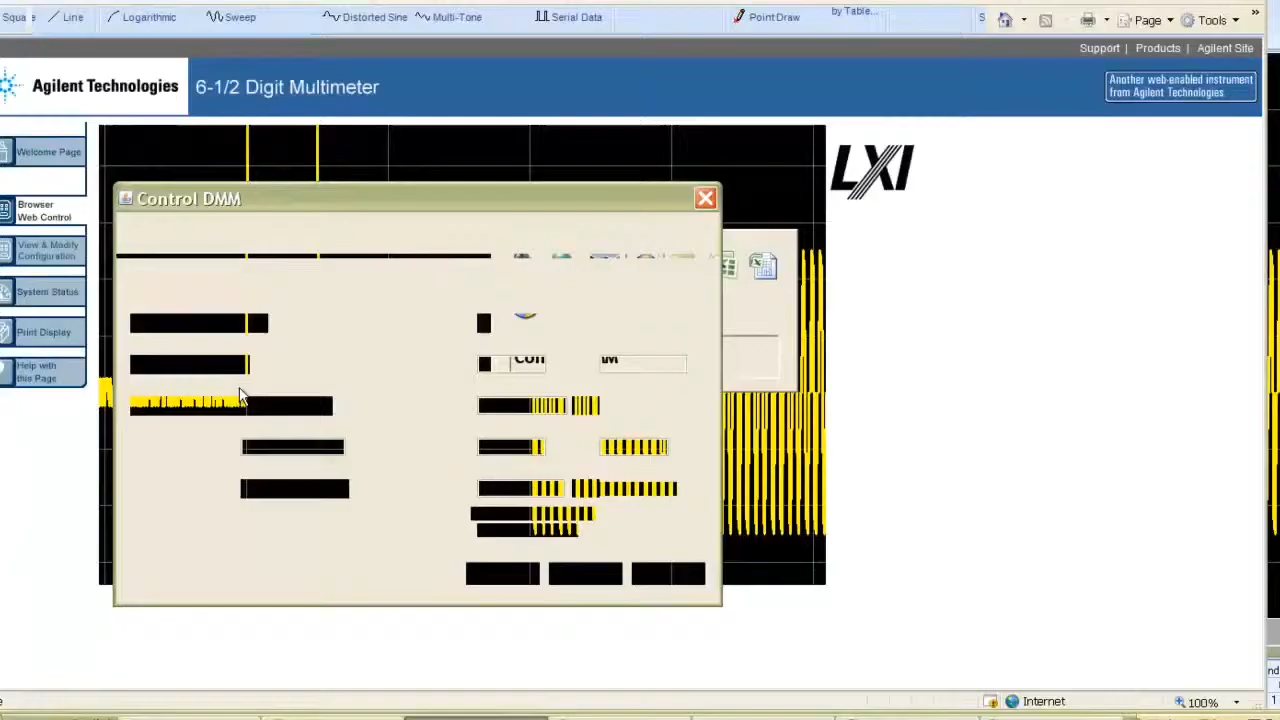 Square Line Logarithmic Sweep Distorted Sine Multi-Tone Serial Data Point Draw by Table...
Page Tools
Support | Products | Agilent Site
Agilent Technologies 6-1/2 Digit Multimeter
Another web-enabled instrument
from Agilent Technologies
Welcome Page
LXI
Control DMM
Browser
Web Control
View & Modify
Configuration
System Status
Print Display
Help with
this Page
Internet
100%